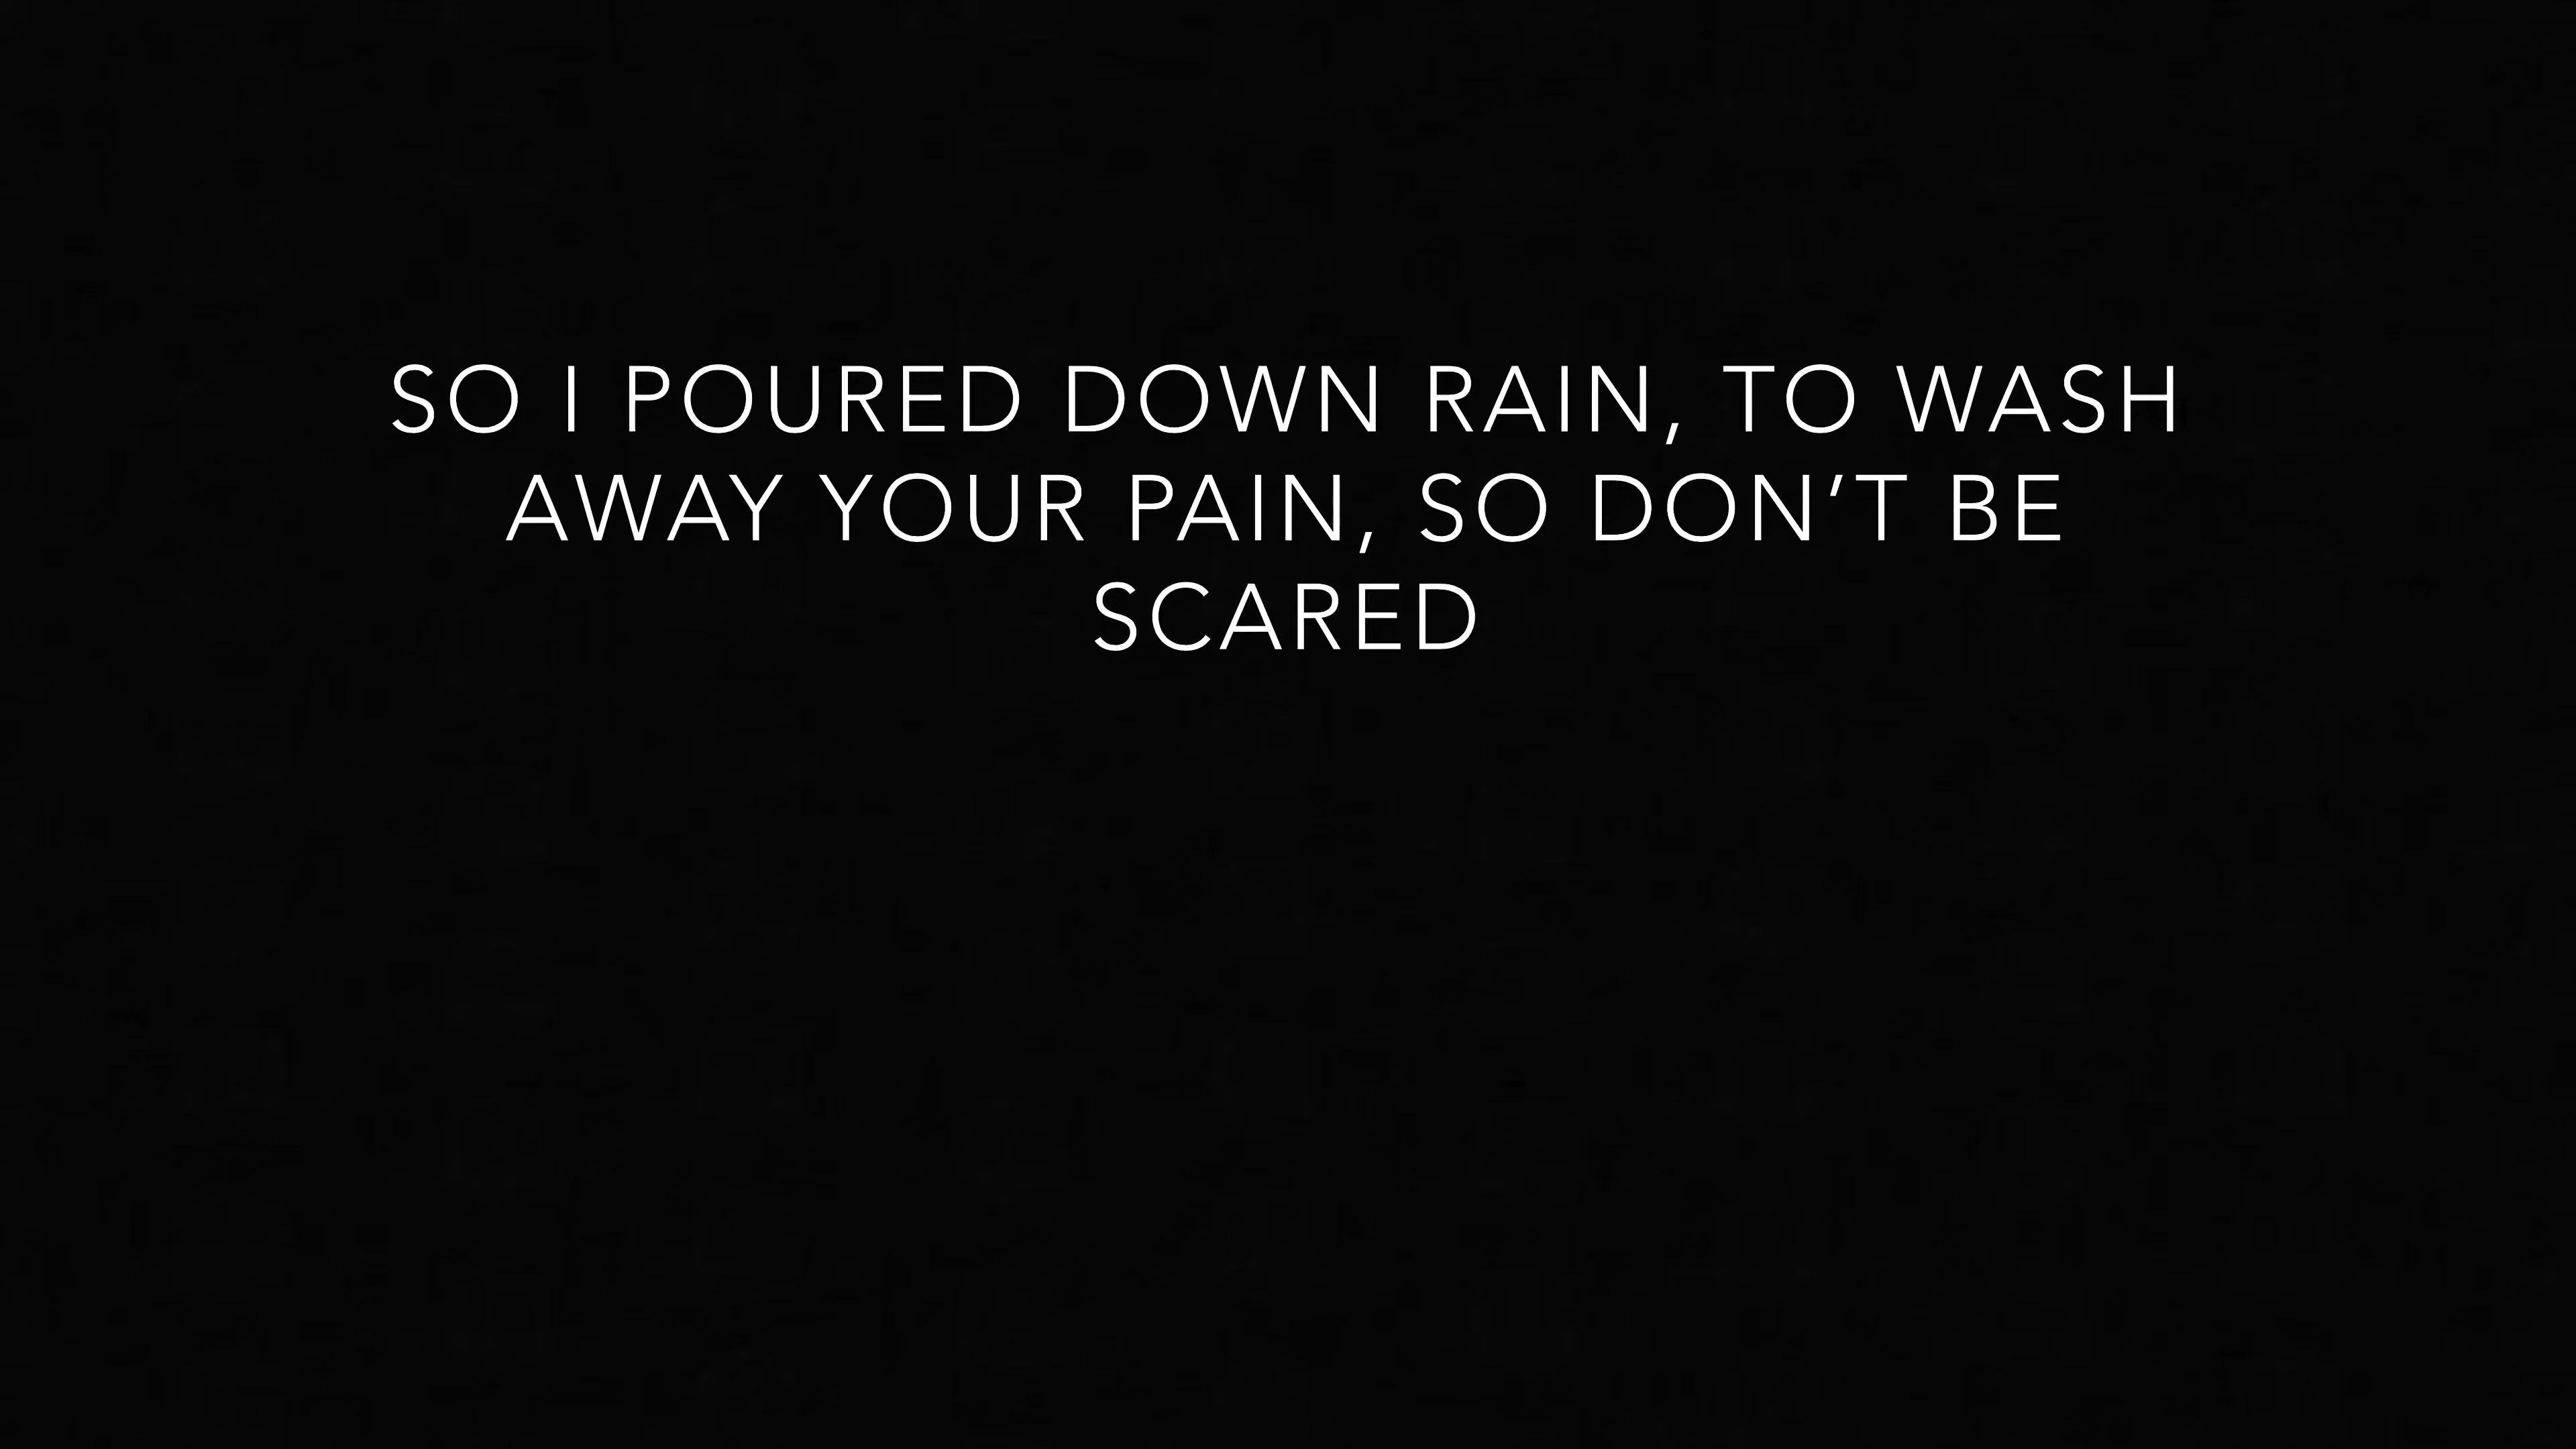 SO I POURED DOWN RAIN, TO WASH
AWAY YOUR PAIN, SO DON’T BE
SCARED